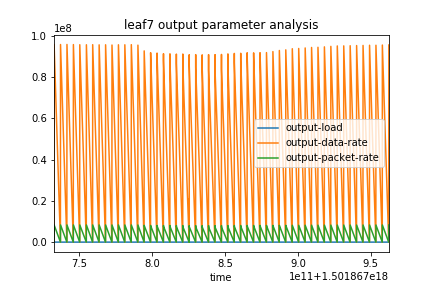 leaf7 output parameter analysis
1e8
1.0
0.8
0.6
0.4
0.2
0.0
output-load
output-data-rate
output-packet-rate
7.5 8.0 8.5 9.0 9.5
time
1e11+1.501867e18